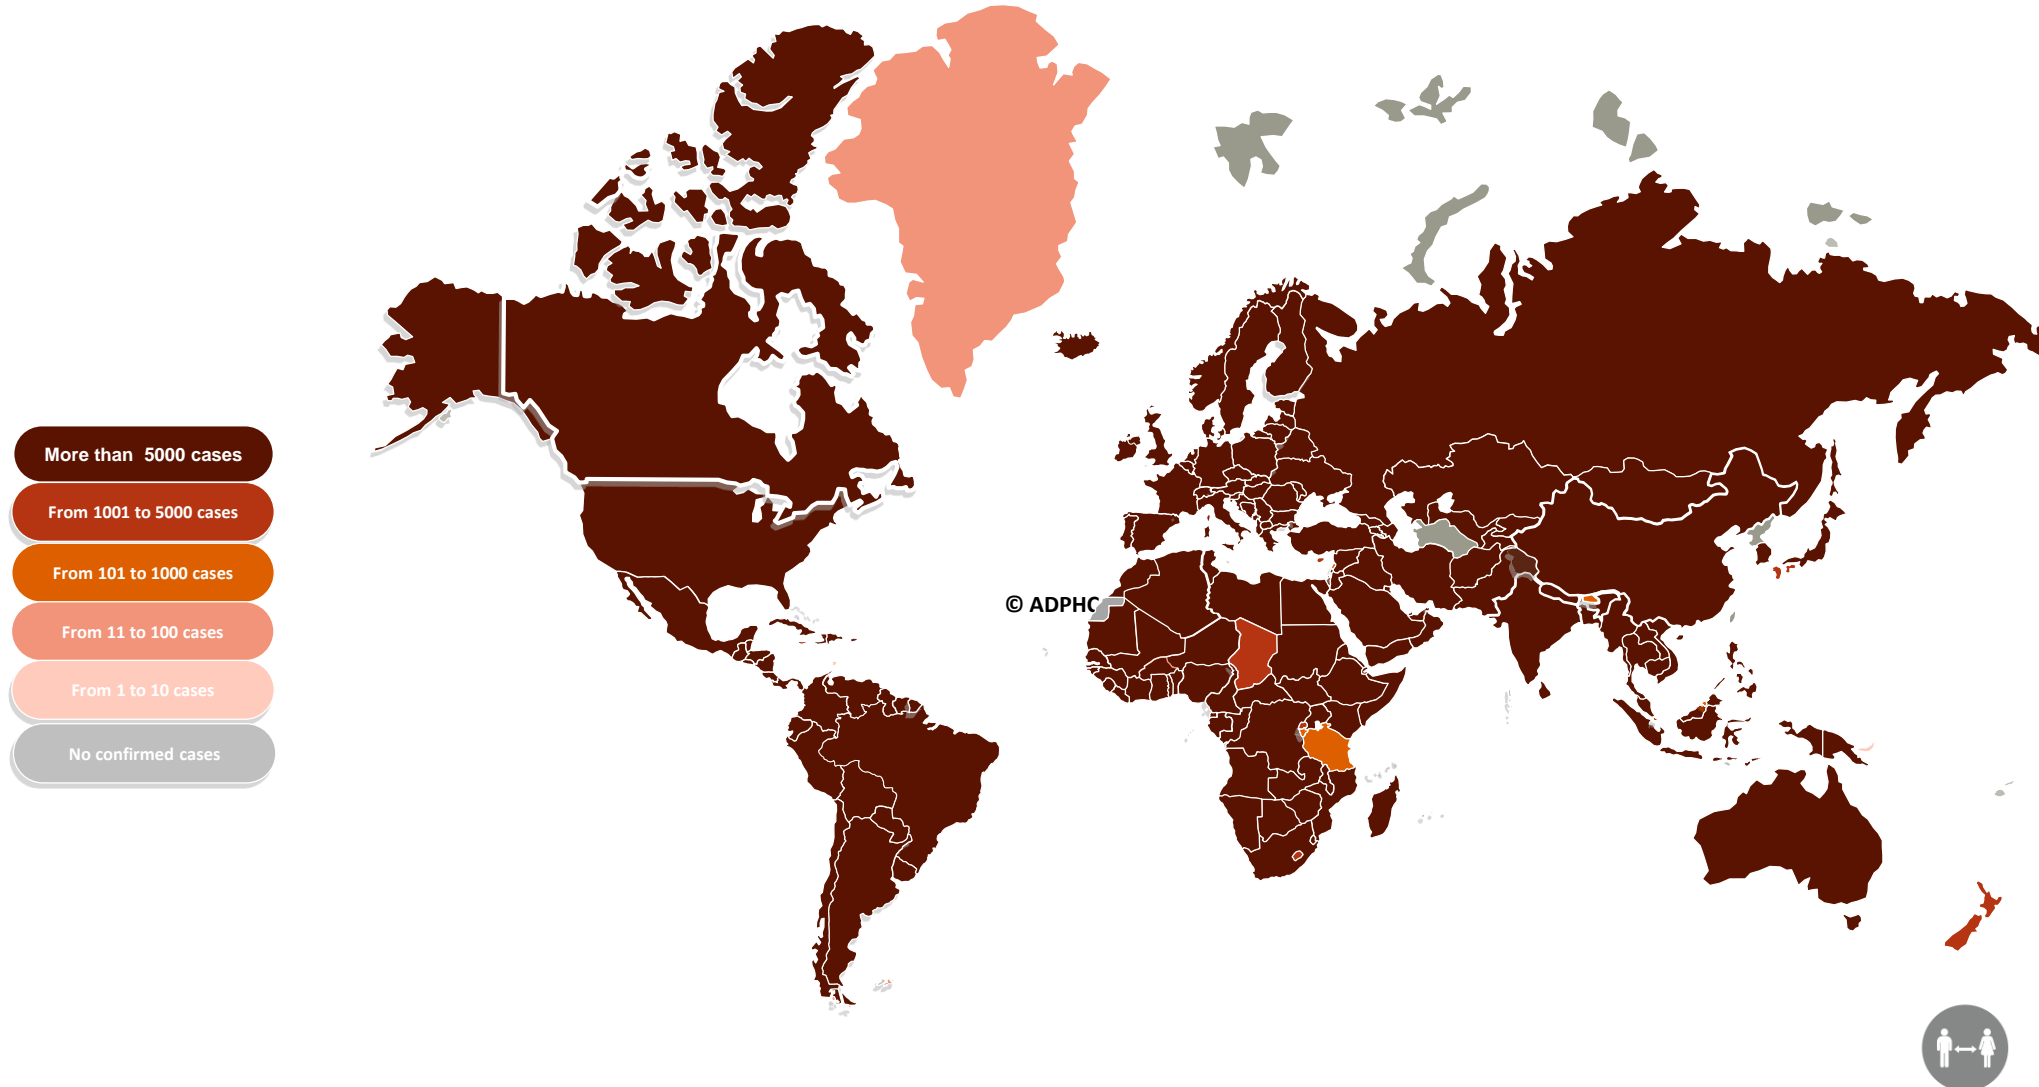 More than  5000 cases
From 1001 to 5000 cases
From 101 to 1000 cases
From 11 to 100 cases
From 1 to 10 cases
No confirmed cases
© ADPHC